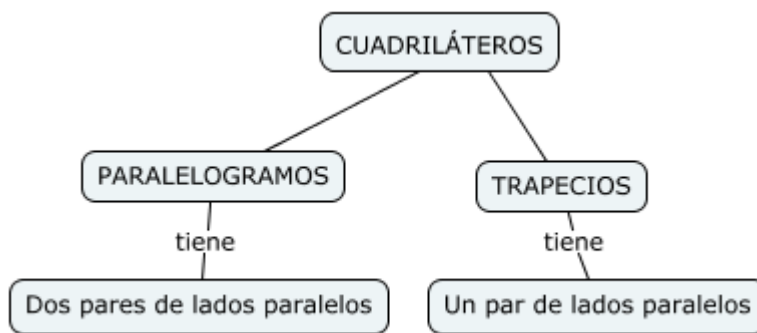 CUADRILÁTEROS
PARALELOGRAMOS
TRAPECIOS
tiene
tiene
Dos pares de lados paralelos
Un par de lados paralelos